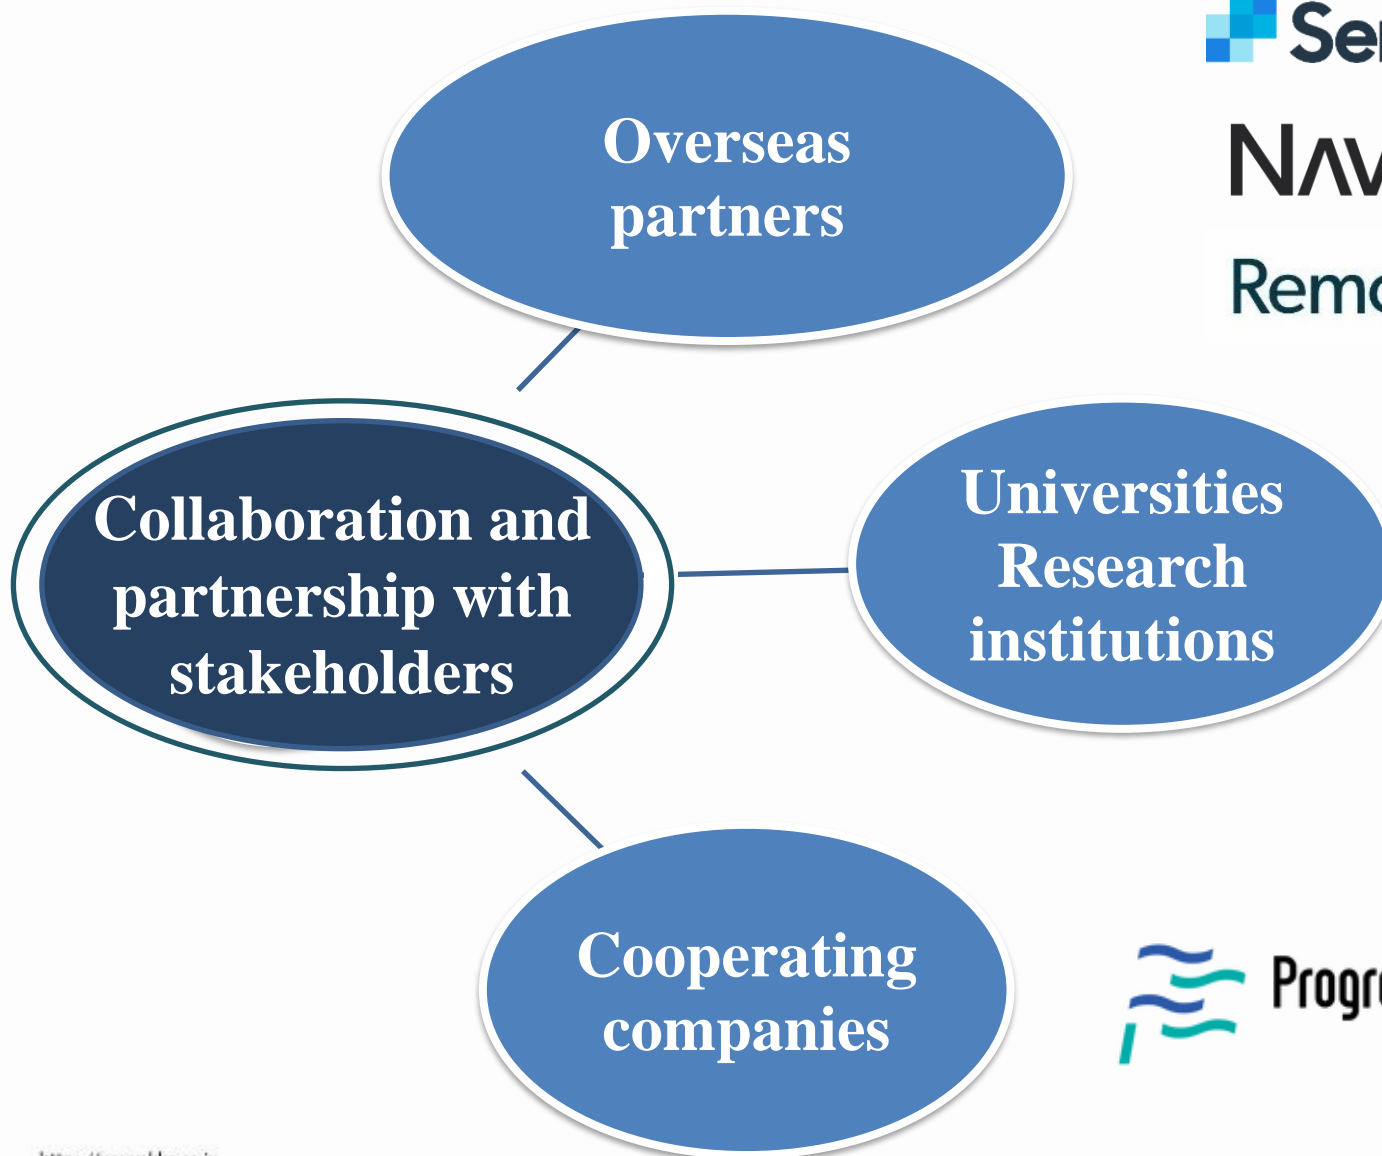 Overseas
partners
Collaboration and
partnership with
stakeholders
Universities
Research
institutions
Cooperating
companies